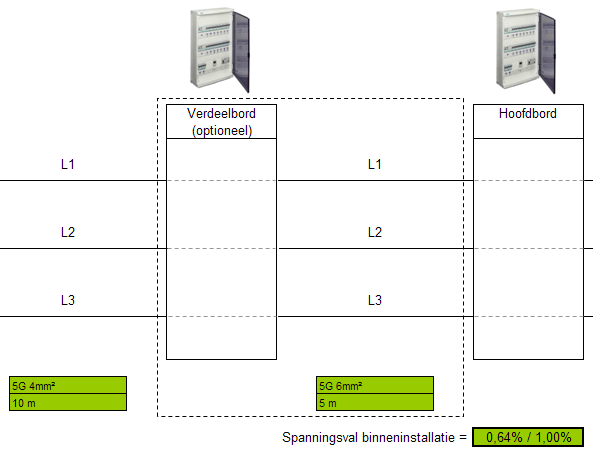 Verdeelbord
(optioneel)
Hoofdbord
L1
L1
L2
L2
L3
L3
5G 4mm²
10 m
5G 6mm²
5 m
Spanningsval binneninstallatie =
0,64% / 1,00%